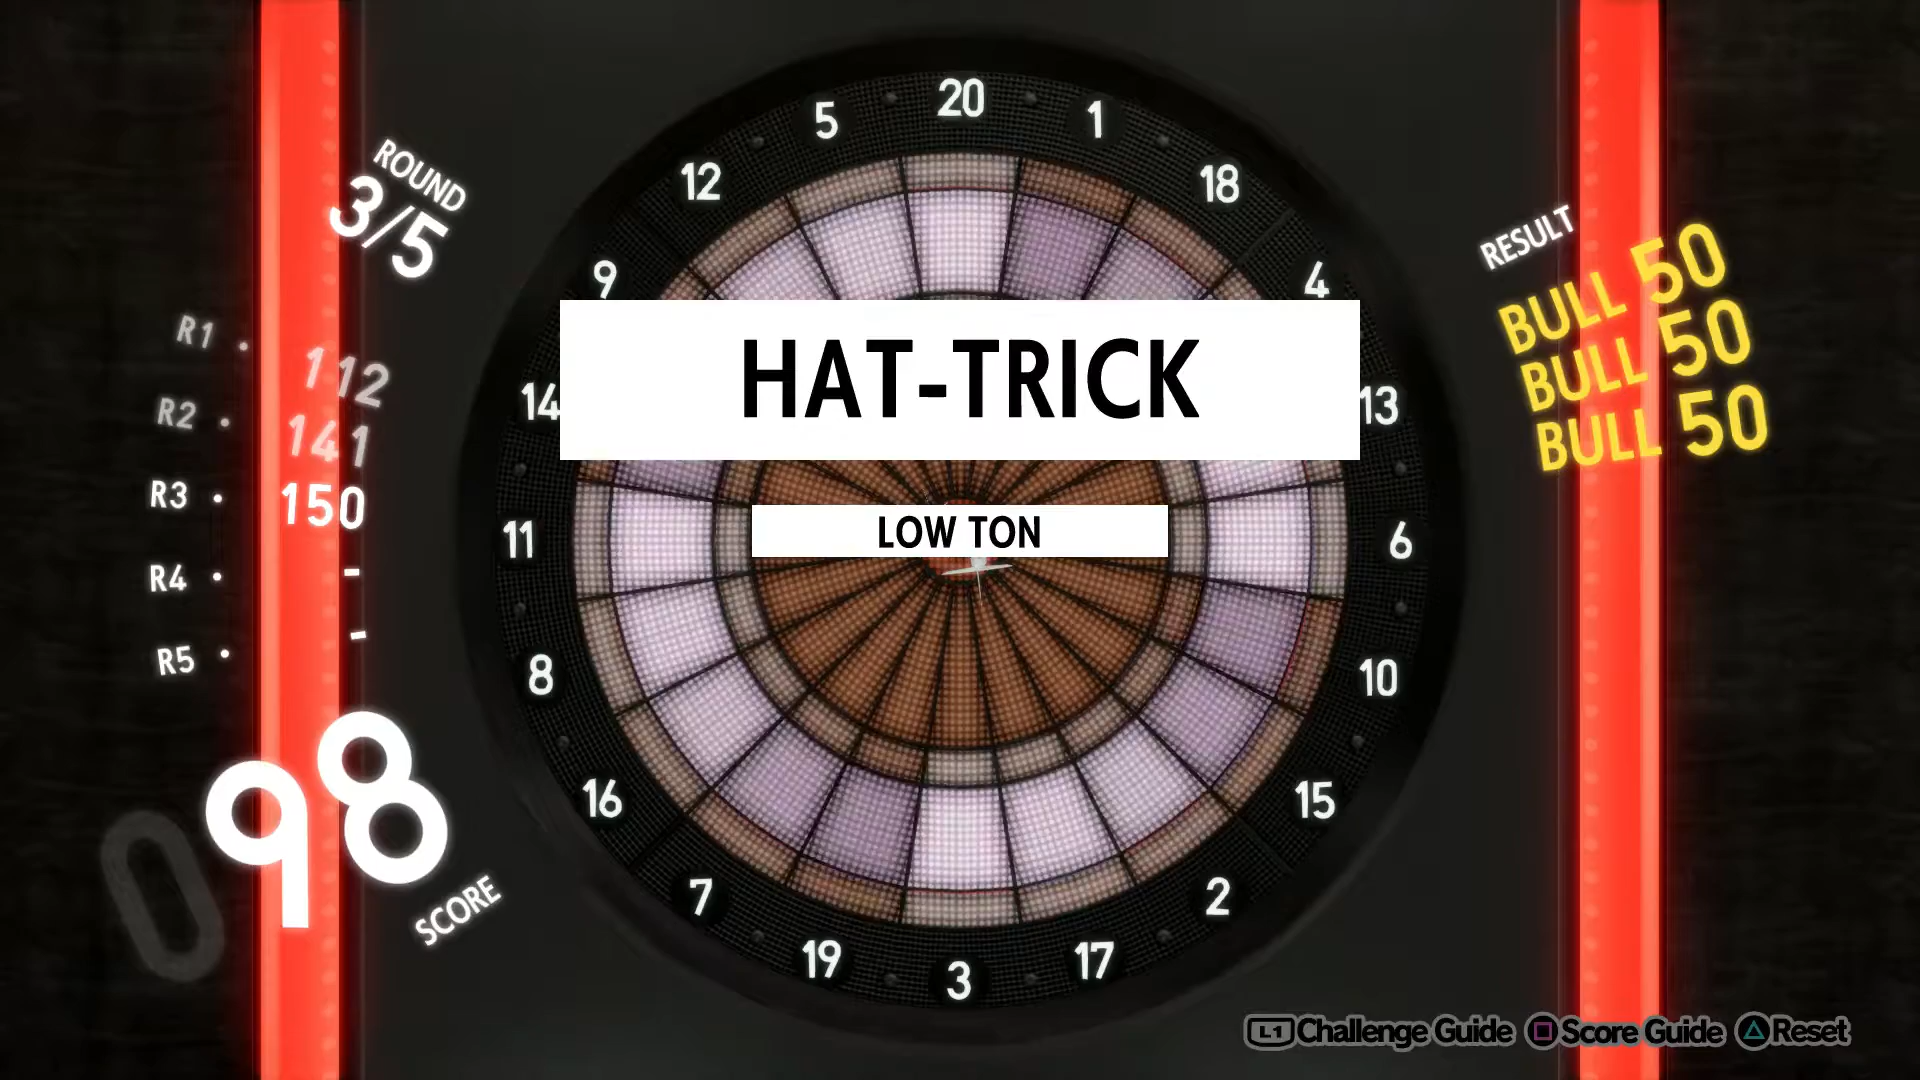 ROUND
3/5
R1 • 112
R2 • 141
R3 • 150
R4 • -
R5 • -
098
SCORE
20
1
18
4
13
6
10
15
2
17
3
19
7
16
8
11
14
9
12
5
HAT-TRICK
LOW TON
RESULT
BULL 50
BULL 50
BULL 50
L1 Challenge Guide Score Guide Reset